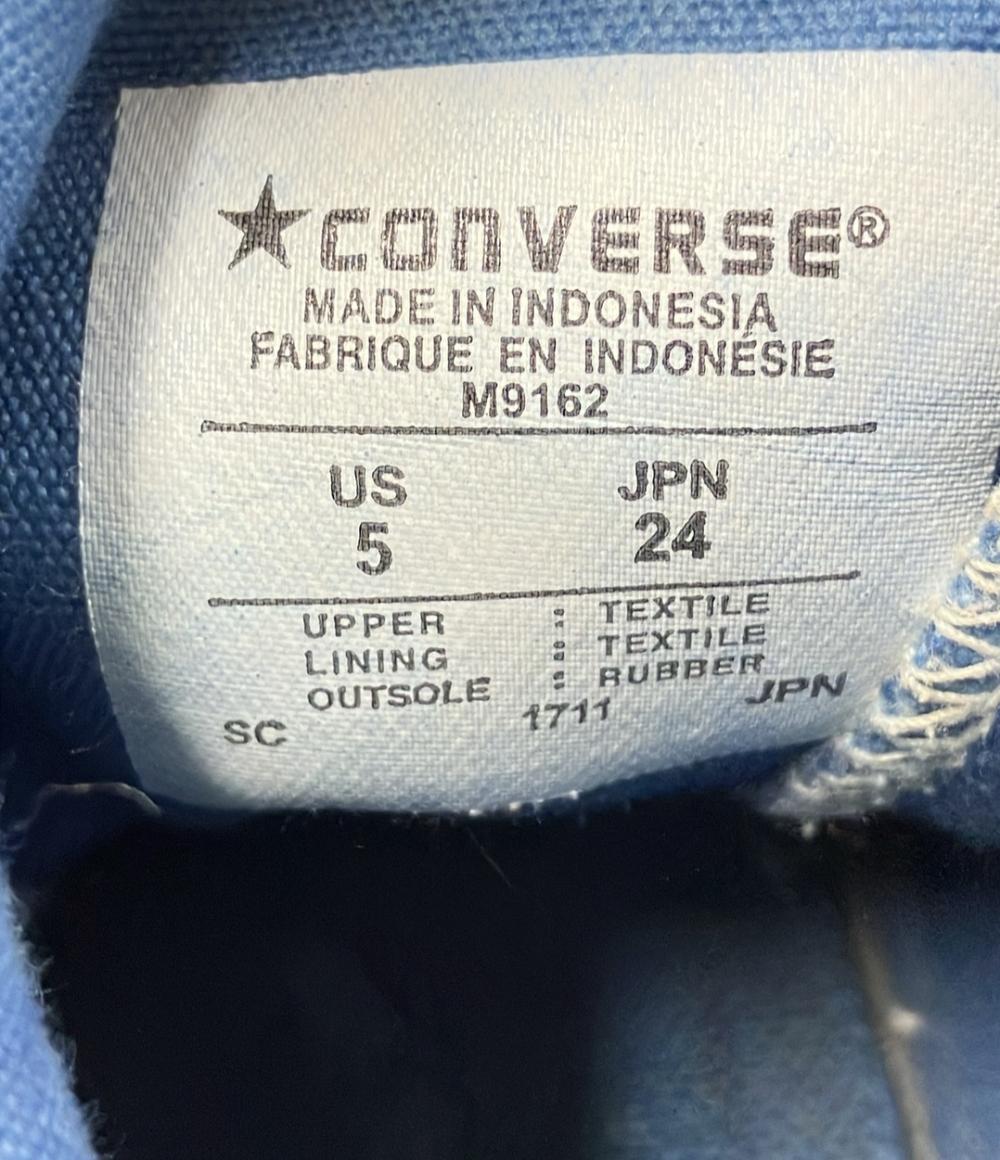 ★CONVERSE®
MADE IN INDONESIA
FABRIQUE EN INDONÉSIE
M9162
US JPN
5 24
UPPER : TEXTILE
LINING : TEXTILE
OUTSOLE : RUBBER
SC 1711 JPN